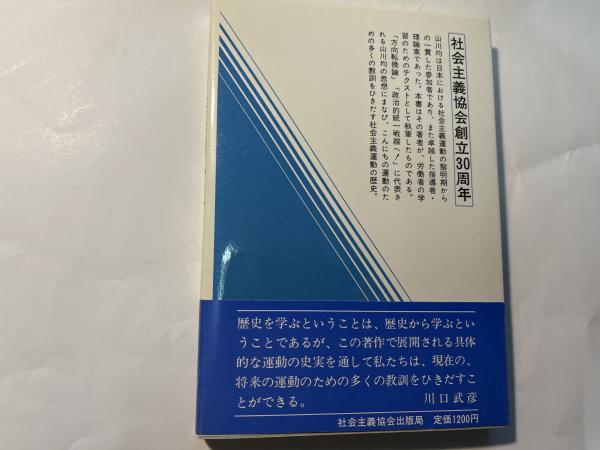 社会主義協会創立30周年
山川均は日本における社会主義運動の黎明期から
の一貫した参加者であり、また卓越した指導者・
理論家であった。本書はその著者が、労働者の学
習のためのテクストとして執筆したものである。
「方向転換論」「政治的統一戦線へ！」に代表さ
れる山川均の思想にまなび、こんにちの運動のた
めの多くの教訓をひきだす社会主義運動の歴史。
歴史を学ぶということは、歴史から学ぶとい
うことであるが、この著作で展開される具体
的な運動の史実を通して私たちは、現在の、
将来の運動のための多くの教訓をひきだすこ
とができる。 川口武彦
社会主義協会出版局 定価1200円